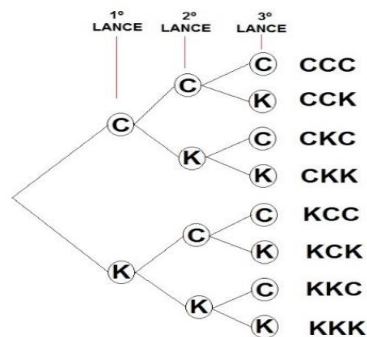 1º LANCE 2º LANCE 3º LANCE
C CCC
C
K CCK
C
C CKC
K
K CKK
C KCC
C
K KCK
K
C KKC
K
K KKK